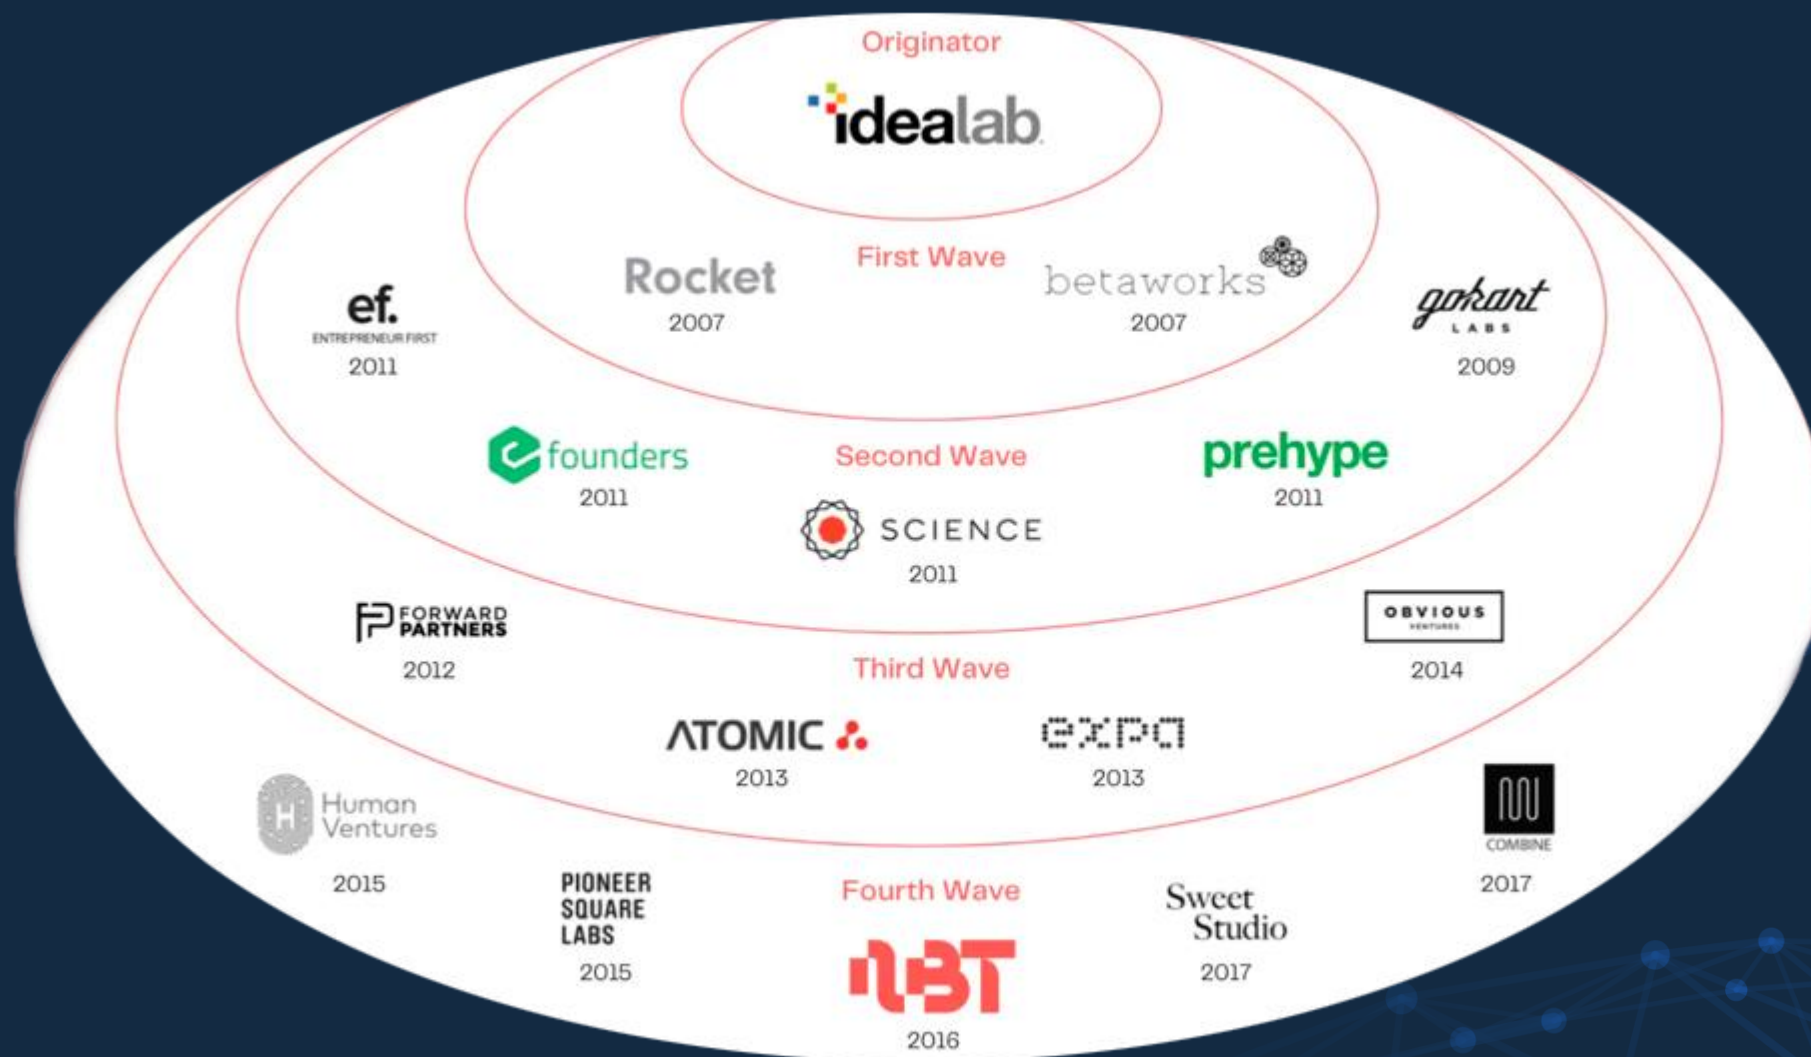 Originator
idealab
First Wave
Rocket
2007
betaworks
2007
ef.
ENTREPRENEUR FIRST
2011
gokart
LABS
2009
Second Wave
founders
2011
prehype
2011
SCIENCE
2011
FORWARD
PARTNERS
2012
OBVIOUS
VENTURES
2014
Third Wave
ATOMIC
2013
expa
2013
H
Human
Ventures
2015
COMBINE
2017
Fourth Wave
PIONEER
SQUARE
LABS
2015
NBT
2016
Sweet
Studio
2017